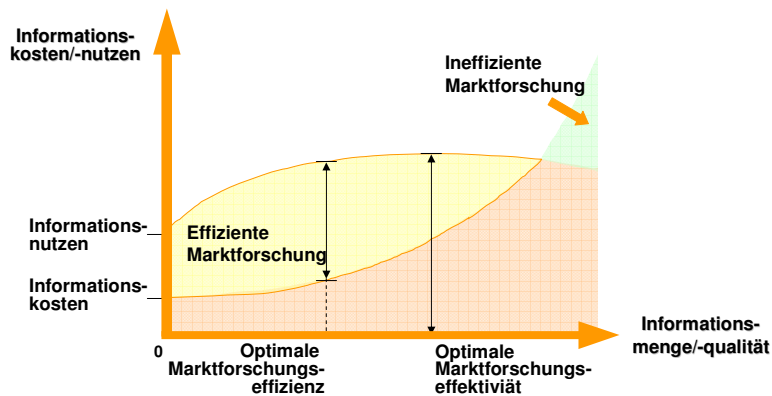 Informations-
kosten/-nutzen
Ineffiziente
Marktforschung
Informations-
nutzen
Effiziente
Marktforschung
Informations-
kosten
0
Optimale
Marktforschungs-
effizienz
Optimale
Marktforschungs-
effektiviät
Informations-
menge/-qualität